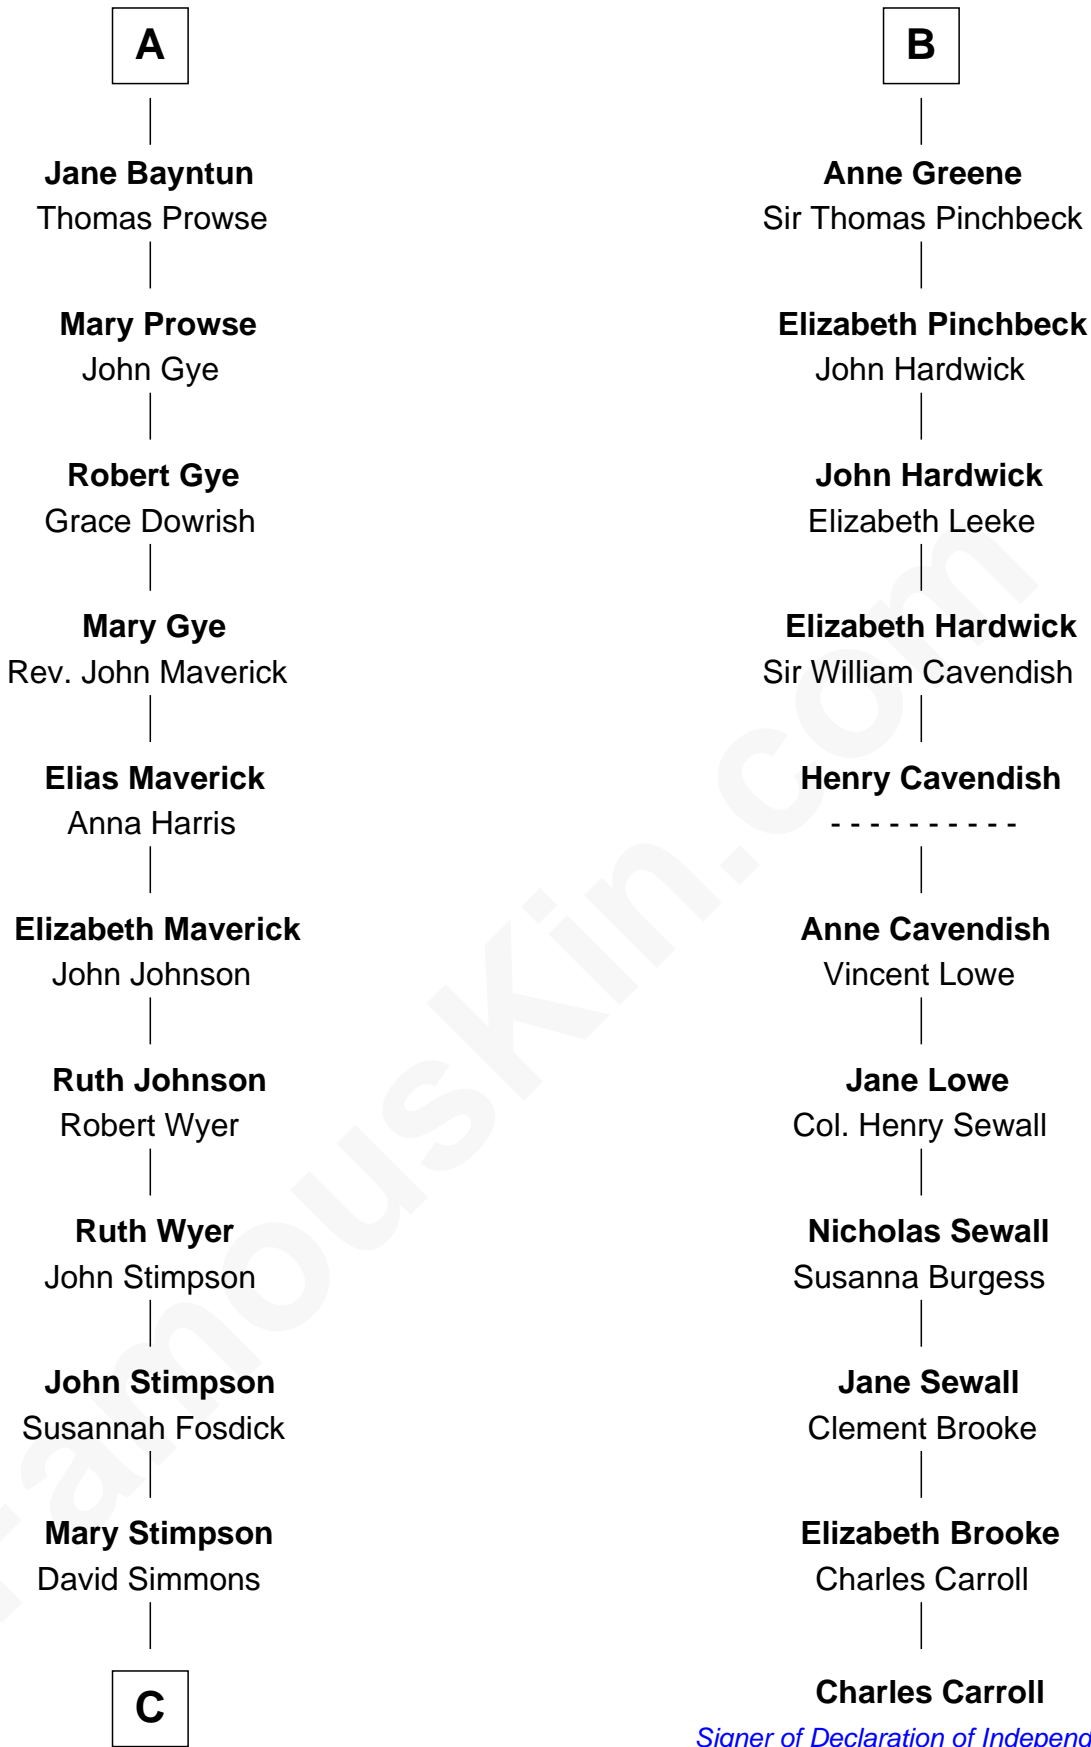 A
Jane Bayntun
Thomas Prowse
Mary Prowse
John Gye
Robert Gye
Grace Dowrish
Mary Gye
Rev. John Maverick
Elias Maverick
Anna Harris
Elizabeth Maverick
John Johnson
Ruth Johnson
Robert Wyer
Ruth Wyer
John Stimpson
John Stimpson
Susannah Fosdick
Mary Stimpson
David Simmons
C
B
Anne Greene
Sir Thomas Pinchbeck
Elizabeth Pinchbeck
John Hardwick
John Hardwick
Elizabeth Leeke
Elizabeth Hardwick
Sir William Cavendish
Henry Cavendish
- - - - - - - - - -
Anne Cavendish
Vincent Lowe
Jane Lowe
Col. Henry Sewall
Nicholas Sewall
Susanna Burgess
Jane Sewall
Clement Brooke
Elizabeth Brooke
Charles Carroll
Charles Carroll
Signer of Declaration of Independ
FamousKin.com